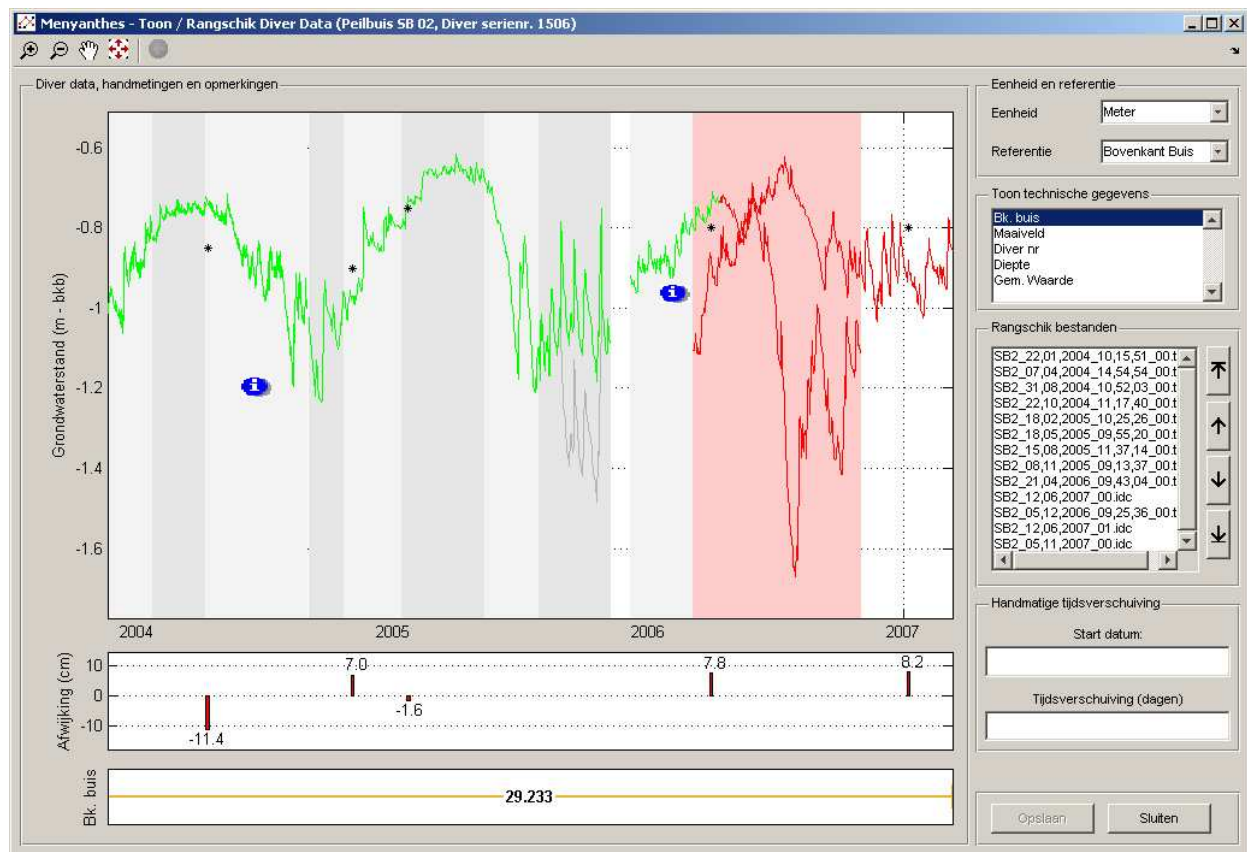 Menyanthes - Toon / Rangschik Diver Data (Peilbuis SB 02, Diver serienr. 1506)
Diver data, handmetingen en opmerkingen
Grondwaterstand (m - bkb)
-0.6
-0.8
-1
-1.2
-1.4
-1.6
i
i
2004
2005
2006
2007
Afwijking (cm)
10
0
-10
-11.4
7.0
-1.6
7.8
8.2
Bk. buis
29.233
Eenheid en referentie
Eenheid
Meter
Referentie
Bovenkant Buis
Toon technische gegevens
Bk. buis
Maaiveld
Diver nr
Diepte
Gem. Waarde
Rangschik bestanden
SB2_22,01,2004_10,15,51_00.t
SB2_07,04,2004_14,54,54_00.t
SB2_31,08,2004_10,52,03_00.t
SB2_22,10,2004_11,17,40_00.t
SB2_18,02,2005_10,25,26_00.t
SB2_18,05,2005_09,55,20_00.t
SB2_15,08,2005_11,37,14_00.t
SB2_08,11,2005_09,13,37_00.t
SB2_21,04,2006_09,43,04_00.t
SB2_12,06,2007_00.idc
SB2_05,12,2006_09,25,36_00.t
SB2_12,06,2007_01.idc
SB2_05,11,2007_00.idc
Handmatige tijdsverschuiving
Start datum:
Tijdsverschuiving (dagen)
Opslaan
Sluiten